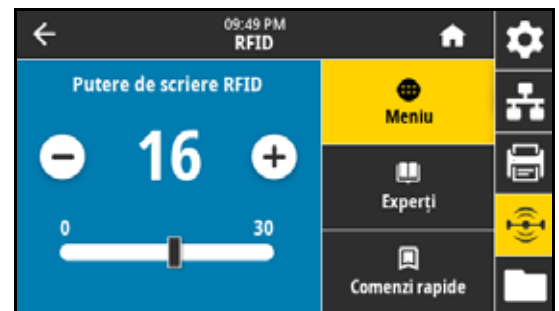 09:49 PM
RFID
Putere de scriere RFID
16
0 30
Meniu
Experți
Comenzi rapide